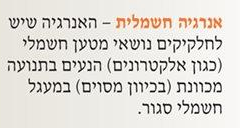 אנרגיה חשמלית – האנרגיה שיש
לחלקיקים נושאי מטען חשמלי
(כגון אלקטרונים) הנעים בתנועה
מכוונת (בכיוון מסוים) במעגל
חשמלי סגור.